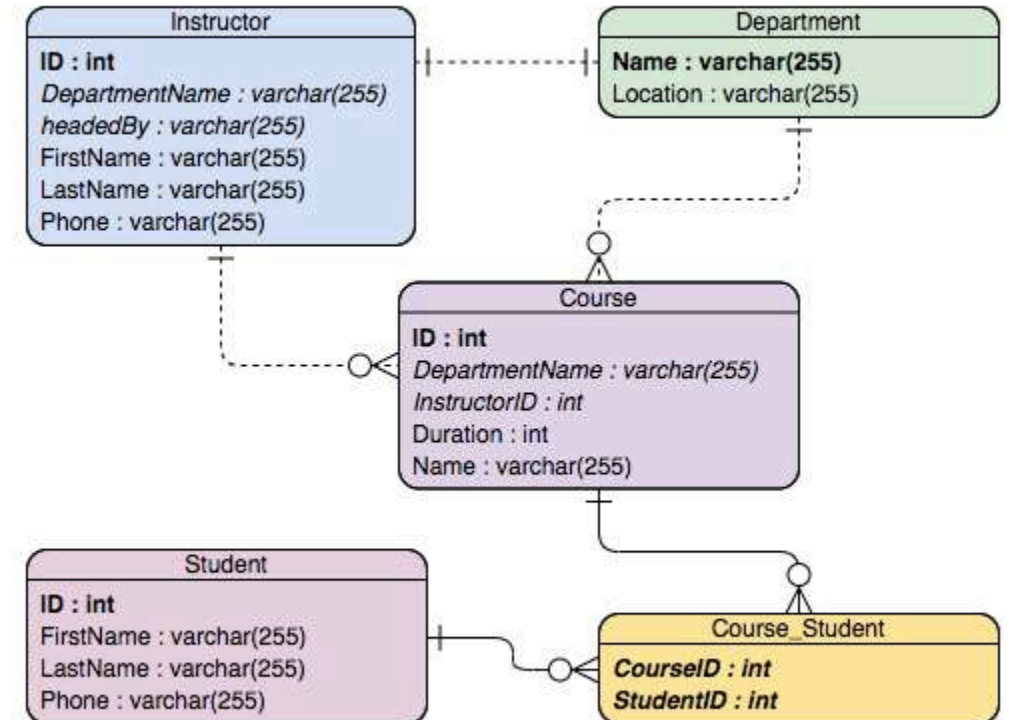 Instructor
ID : int
DepartmentName : varchar(255)
headedBy : varchar(255)
FirstName : varchar(255)
LastName : varchar(255)
Phone : varchar(255)
Department
Name : varchar(255)
Location : varchar(255)
Course
ID : int
DepartmentName : varchar(255)
InstructorID : int
Duration : int
Name : varchar(255)
Student
ID : int
FirstName : varchar(255)
LastName : varchar(255)
Phone : varchar(255)
Course_Student
CourseID : int
StudentID : int